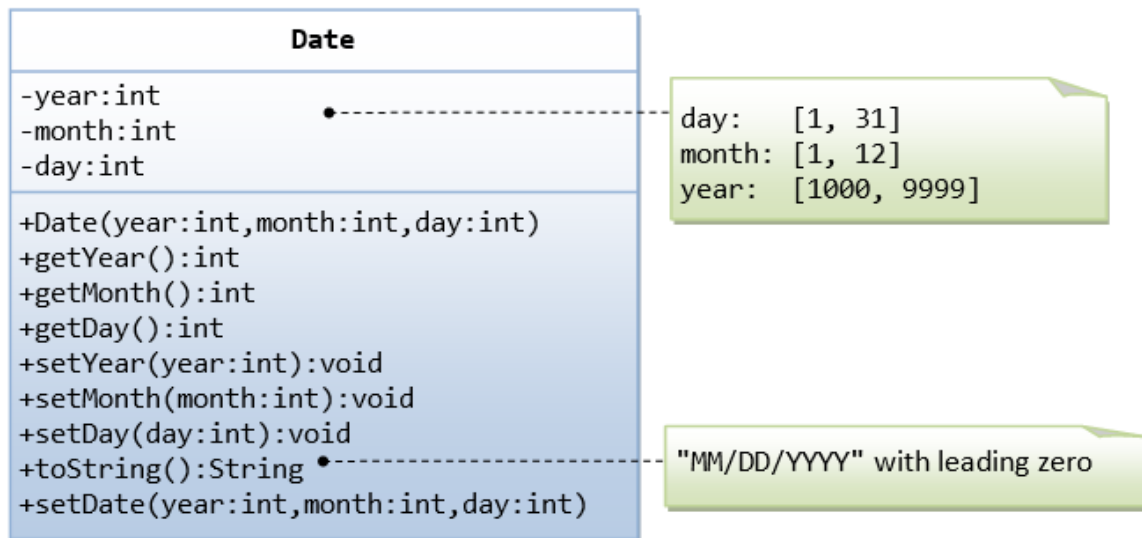 Date
-year:int
-month:int
-day:int
day:   [1, 31]
month: [1, 12]
year:  [1000, 9999]
+Date(year:int,month:int,day:int)
+getYear():int
+getMonth():int
+getDay():int
+setYear(year:int):void
+setMonth(month:int):void
+setDay(day:int):void
+toString():String
+setDate(year:int,month:int,day:int)
"MM/DD/YYYY" with leading zero